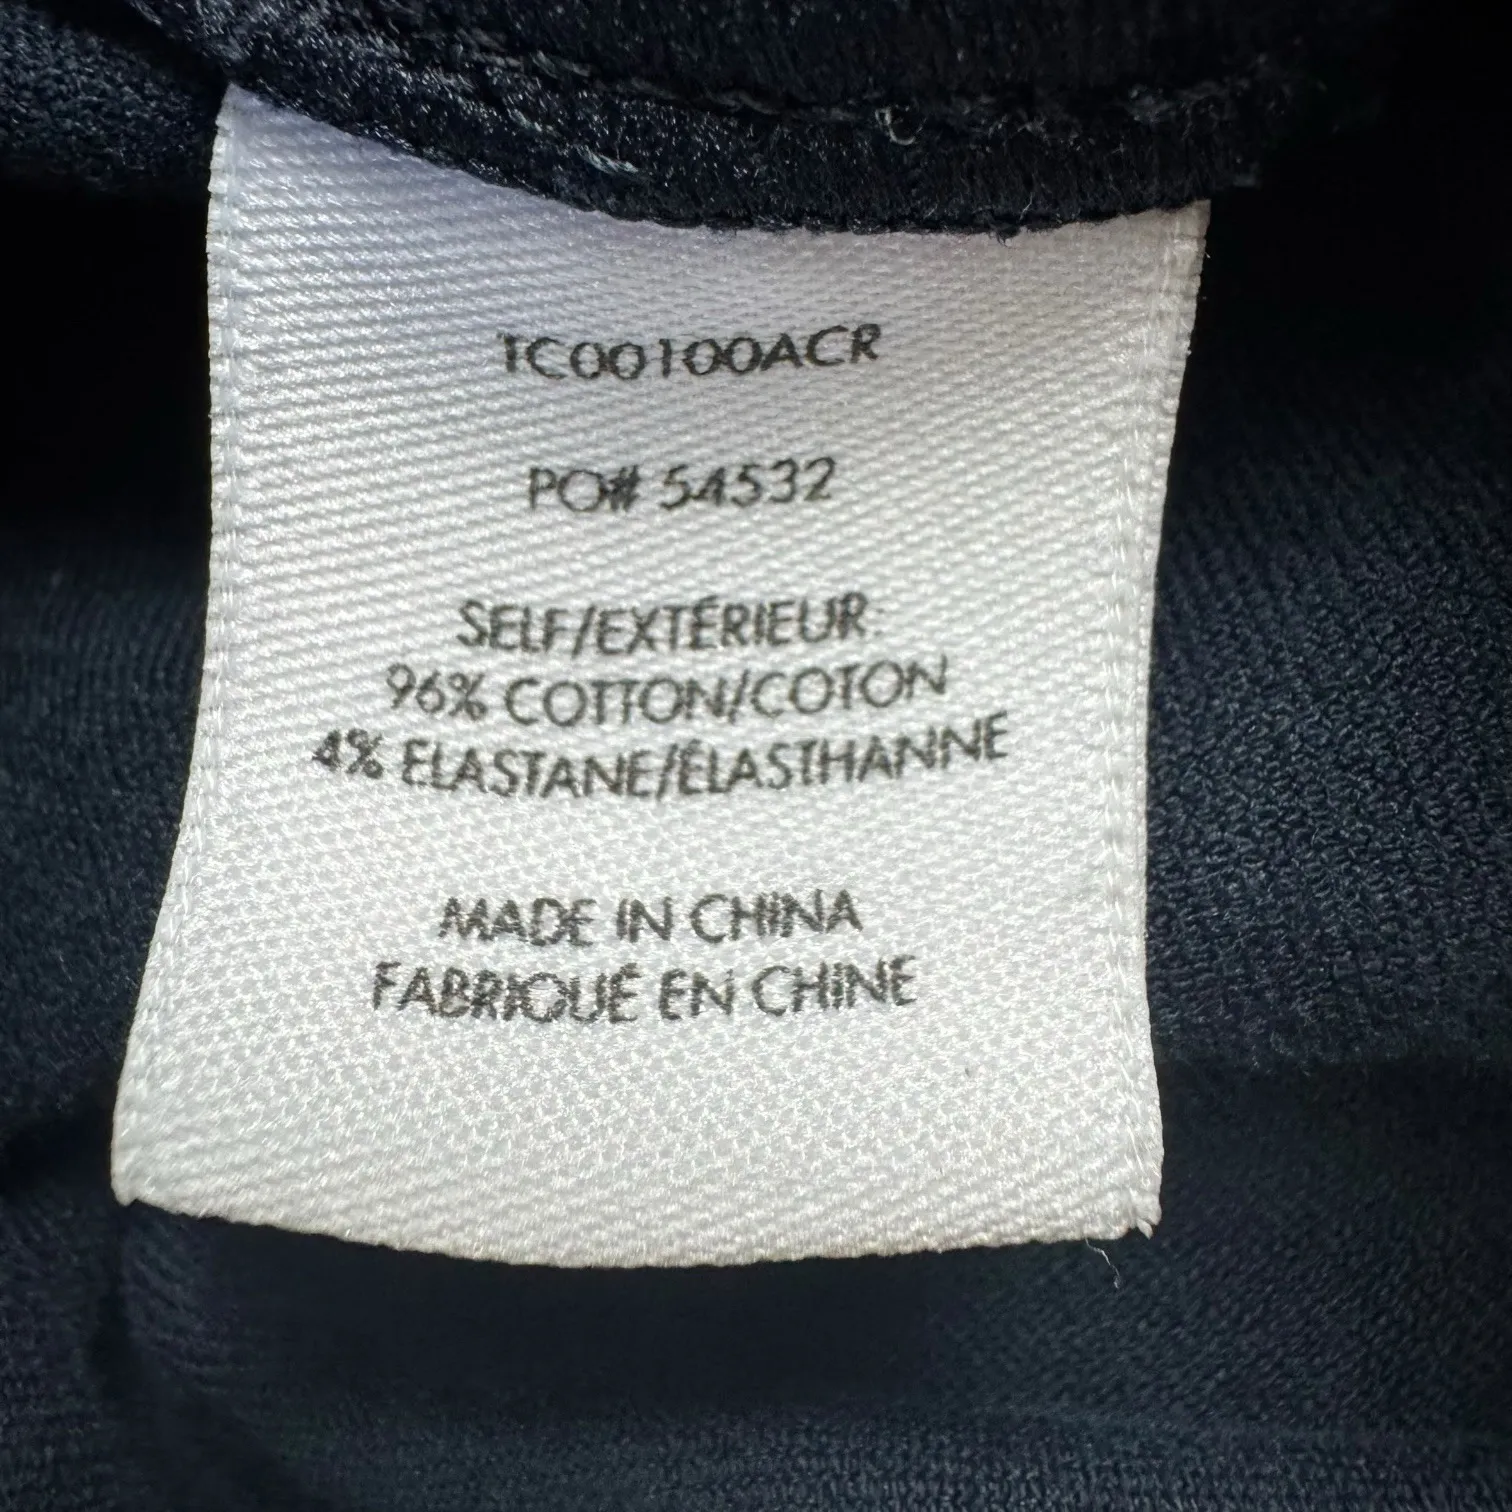 TC00100ACR
PO# 54532
SELF/EXTÉRIEUR:
96% COTTON/COTON
4% ELASTANE/ÉLASTHANNE
MADE IN CHINA
FABRIQUÉ EN CHINE